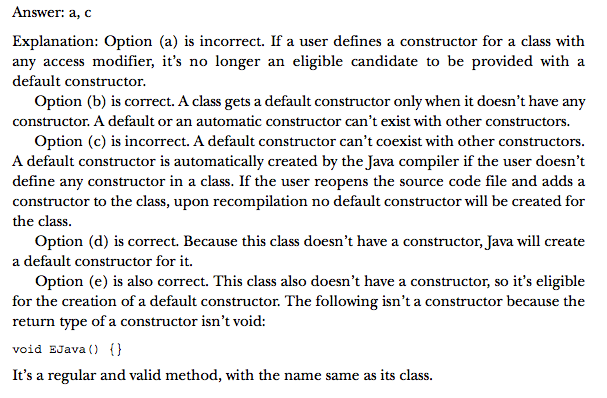 Answer: a, c
Explanation: Option (a) is incorrect. If a user defines a constructor for a class with
any access modifier, it’s no longer an eligible candidate to be provided with a
default constructor.
Option (b) is correct. A class gets a default constructor only when it doesn’t have any
constructor. A default or an automatic constructor can’t exist with other constructors.
Option (c) is incorrect. A default constructor can’t coexist with other constructors.
A default constructor is automatically created by the Java compiler if the user doesn’t
define any constructor in a class. If the user reopens the source code file and adds a
constructor to the class, upon recompilation no default constructor will be created for
the class.
Option (d) is correct. Because this class doesn’t have a constructor, Java will create
a default constructor for it.
Option (e) is also correct. This class also doesn’t have a constructor, so it’s eligible
for the creation of a default constructor. The following isn’t a constructor because the
return type of a constructor isn’t void:
void EJava() {}
It’s a regular and valid method, with the name same as its class.